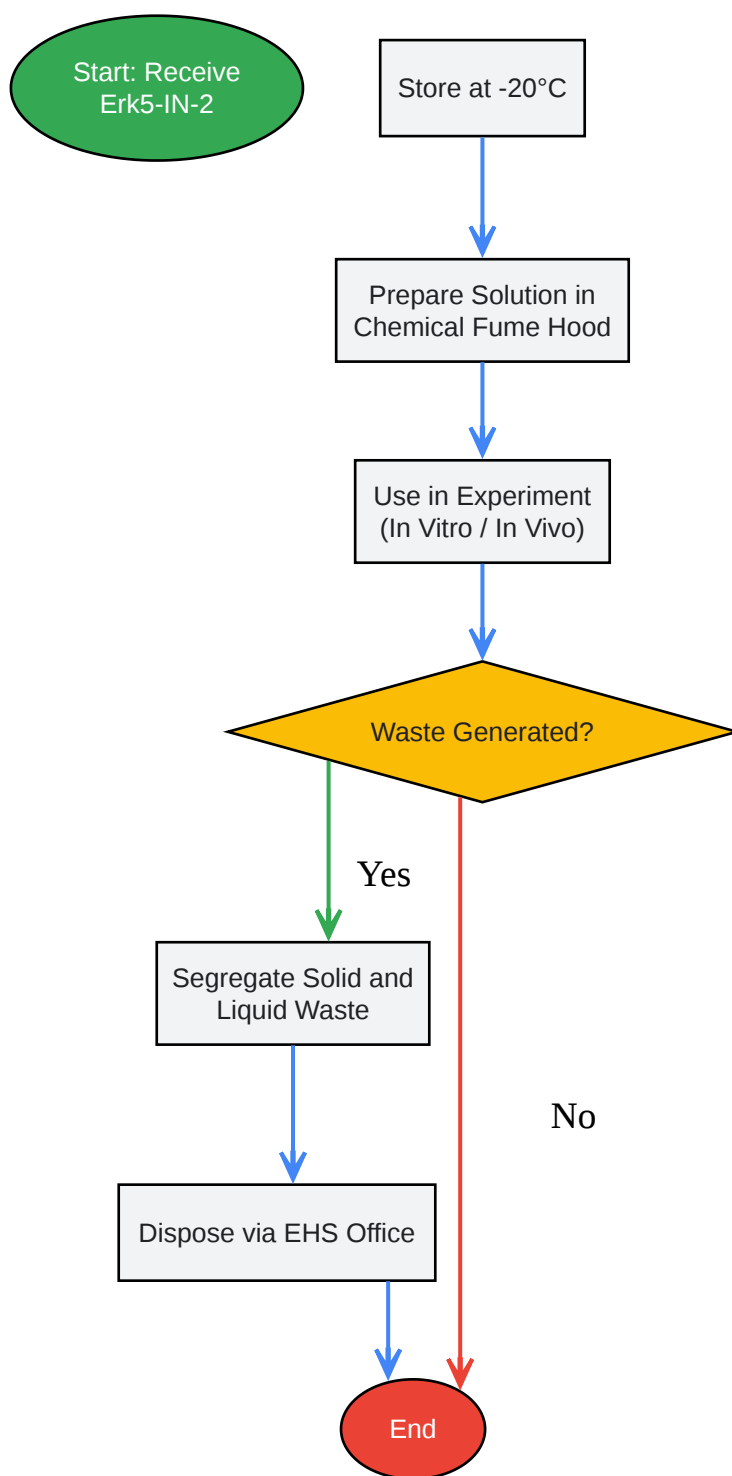 Start: Receive
Erk5-IN-2
Store at -20°C
Prepare Solution in
Chemical Fume Hood
Use in Experiment
(In Vitro / In Vivo)
Waste Generated?
Yes
Segregate Solid and
Liquid Waste
No
Dispose via EHS Office
End